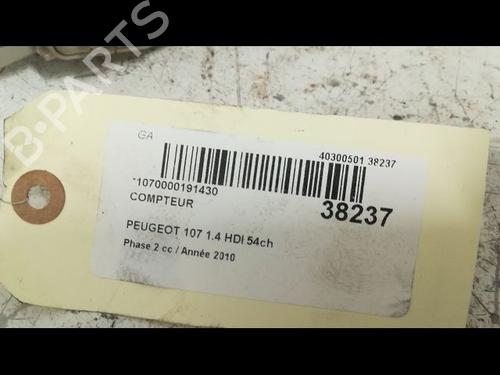 B-PARTS
GA
40300501 38237
*1070000191430
COMPTEUR
38237
PEUGEOT 107 1.4 HDI 54ch
Phase 2 cc / Année 2010